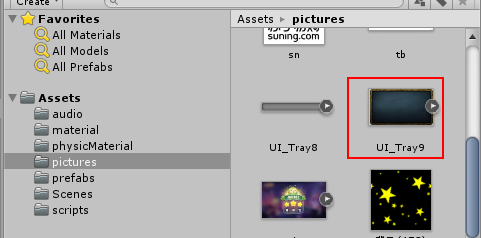 Create
Favorites
All Materials
All Models
All Prefabs
Assets
audio
material
physicMaterial
pictures
prefabs
Scenes
scripts
Assets ▸ pictures
suning.com
sn
tb
UI_Tray8
UI_Tray9